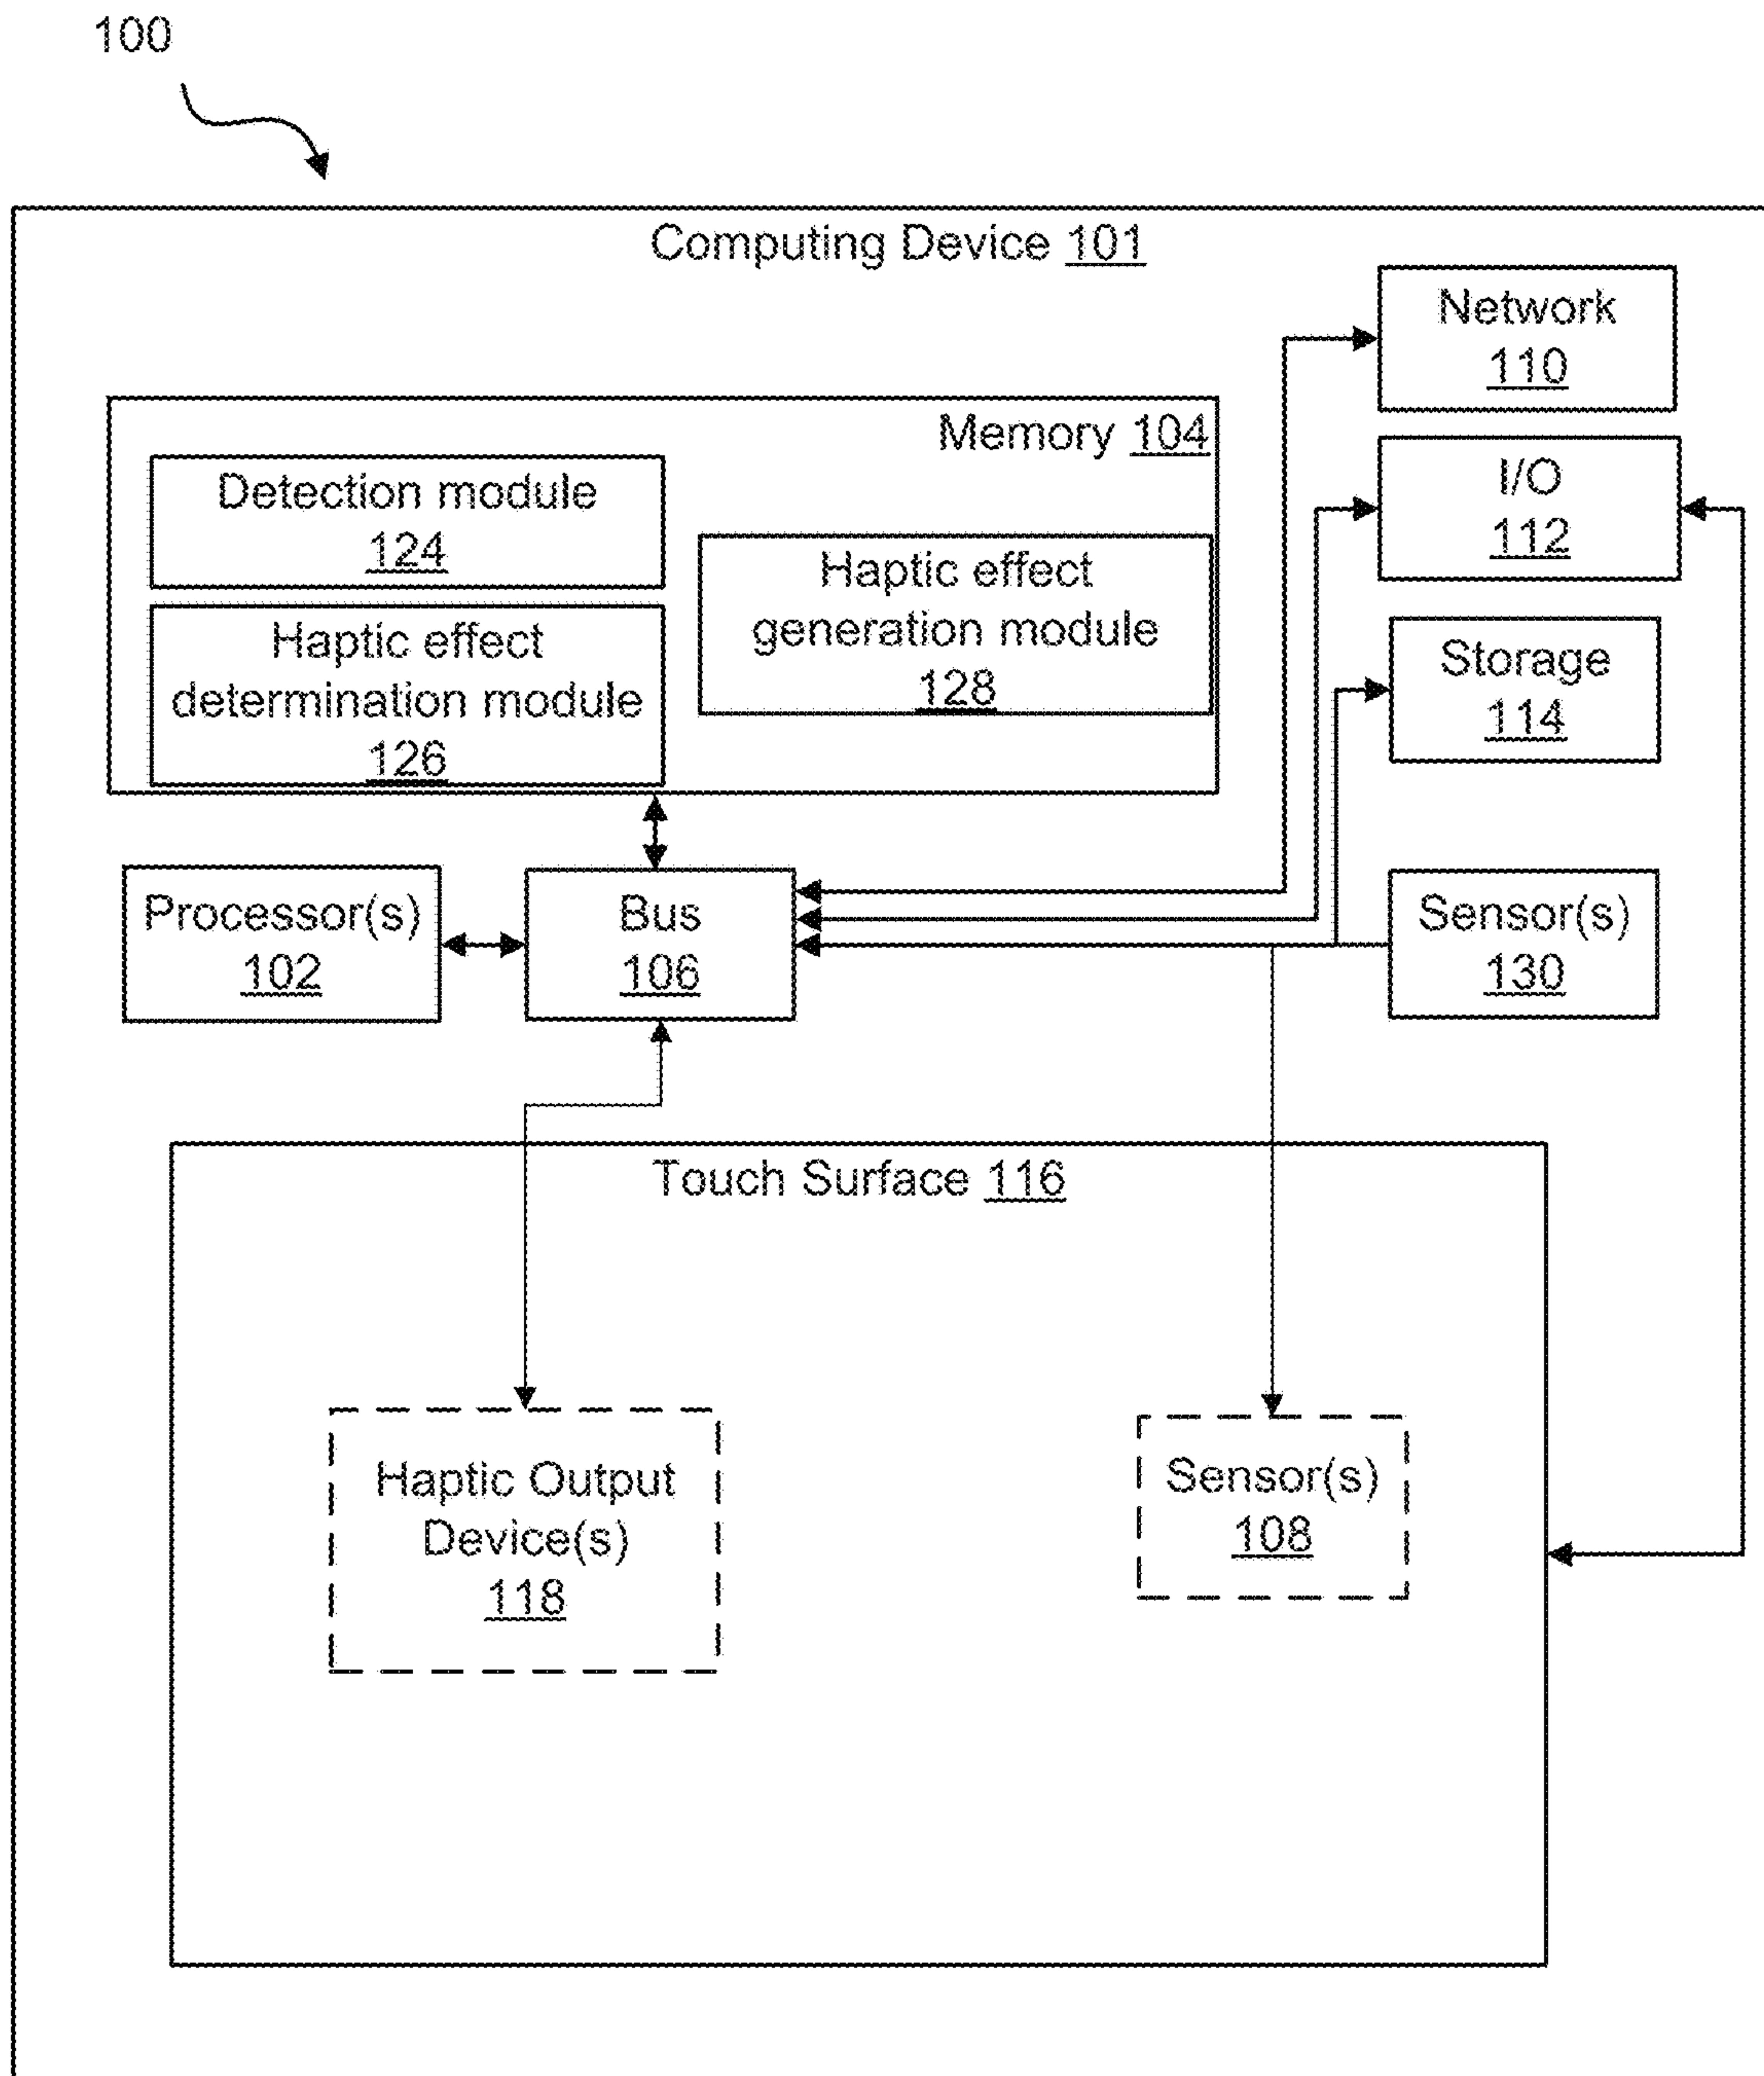 100
Computing Device 101
Network
110
Memory 104
I/O
112
Detection module
124
Haptic effect
generation module
128
Haptic effect
determination module
126
Storage
114
Processor(s)
102
Bus
106
Sensor(s)
130
Touch Surface 116
Haptic Output
Device(s)
118
Sensor(s)
108